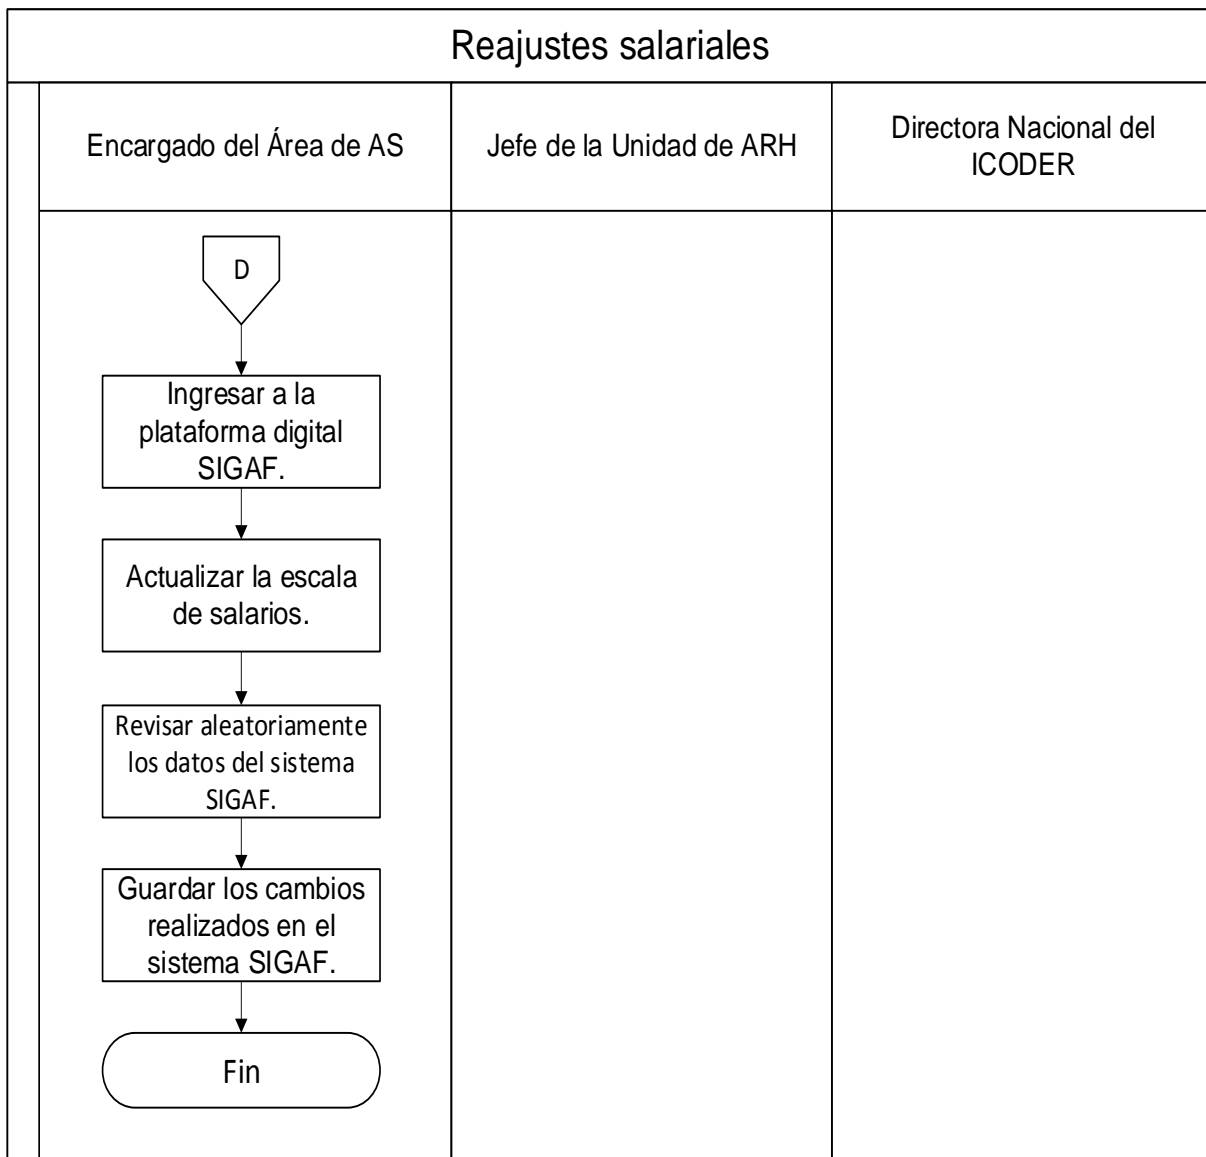 Reajustes salariales
Encargado del Área de AS
Jefe de la Unidad de ARH
Directora Nacional del
ICODER
D
Ingresar a la
plataforma digital
SIGAF.
Actualizar la escala
de salarios.
Revisar aleatoriamente
los datos del sistema
SIGAF.
Guardar los cambios
realizados en el
sistema SIGAF.
Fin